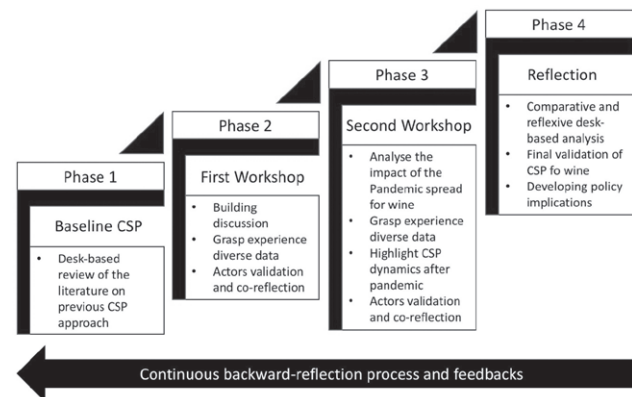 Phase 1
Baseline CSP
• Desk-based
review of the
literature on
previous CSP
approach
Phase 2
First Workshop
• Building
discussion
• Grasp experience
diverse data
• Actors validation
and co-reflection
Phase 3
Second Workshop
• Analyse the
impact of the
Pandemic spread
for wine
• Grasp experience
diverse data
• Highlight CSP
dynamics after
pandemic
• Actors validation
and co-reflection
Phase 4
Reflection
• Comparative and
reflexive desk-
based analysis
• Final validation of
CSP fo wine
• Developing policy
implications
Continuous backward-reflection process and feedbacks